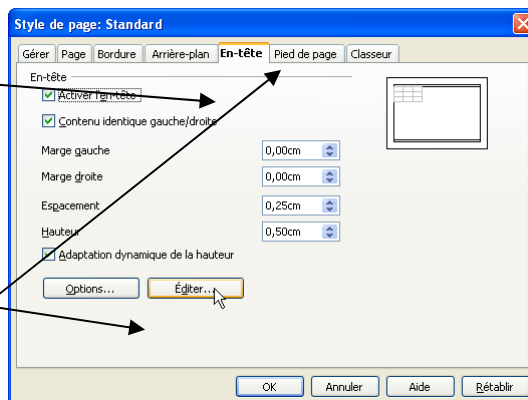 Style de page: Standard
Gérer Page Bordure Arrière-plan En-tête Pied de page Classeur
En-tête
Activer l'en-tête
Contenu identique gauche/droite
Marge gauche 0,00cm
Marge droite 0,00cm
Espacement 0,25cm
Hauteur 0,50cm
Adaptation dynamique de la hauteur
Options... Éditer...
OK Annuler Aide Rétablir